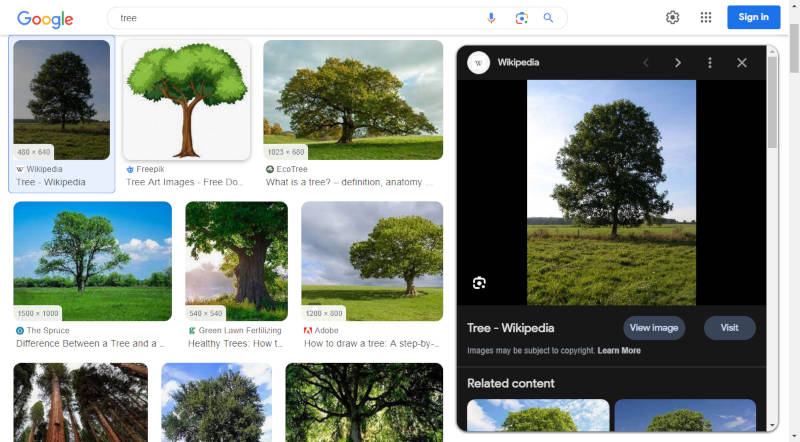 Google
tree
Sign in
480 × 640
Wikipedia
Tree - Wikipedia
Freepik
Tree Art Images - Free Do...
1023 × 680
EcoTree
What is a tree? – definition, anatomy ...
1500 × 1000
The Spruce
Difference Between a Tree and a ...
540 × 540
Green Lawn Fertilizing
Healthy Trees: How t...
1200 × 800
Adobe
How to draw a tree: A step-by-...
W
Wikipedia
Tree - Wikipedia
View image
Visit
Images may be subject to copyright. Learn More
Related content